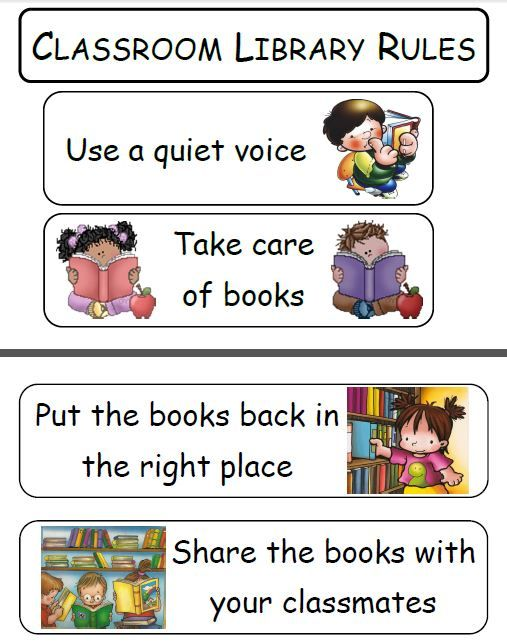 CLASSROOM LIBRARY RULES
Use a quiet voice
Take care
of books
Put the books back in
the right place
Share the books with
your classmates